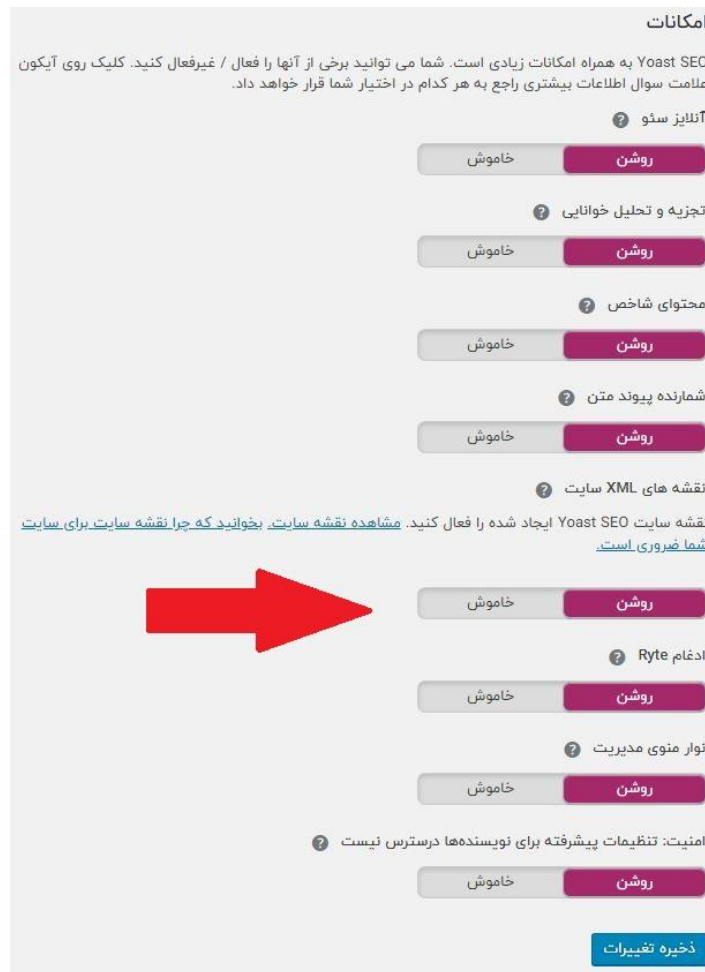 امکانات
Yoast SEO به همراه امکانات زیادی است. شما می توانید برخی از آنها را فعال / غیرفعال کنید. کلیک روی آیکون
علامت سوال اطلاعات بیشتری راجع به هر کدام در اختیار شما قرار خواهد داد.
آنلایز سئو ?
روشن خاموش
تجزیه و تحلیل خوانایی ?
روشن خاموش
محتوای شاخص ?
روشن خاموش
شمارنده پیوند متن ?
روشن خاموش
نقشه های XML سایت ?
نقشه سایت Yoast SEO ایجاد شده را فعال کنید. مشاهده نقشه سایت. بخوانید که چرا نقشه سایت برای سایت
شما ضروری است.
روشن خاموش
ادغام Ryte ?
روشن خاموش
نوار منوی مدیریت ?
روشن خاموش
امنیت: تنظیمات پیشرفته برای نویسنده‌ها درسترس نیست ?
روشن خاموش
ذخیره تغییرات